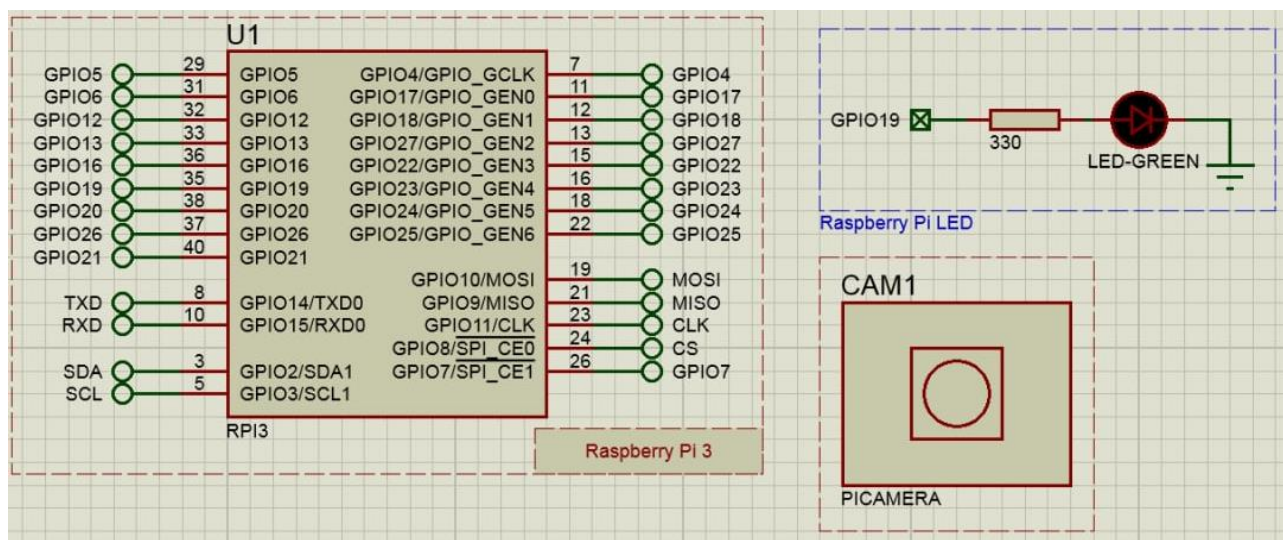 U1
GPIO5 29 GPIO5 GPIO4/GPIO_GCLK 7 GPIO4
GPIO6 31 GPIO6 GPIO17/GPIO_GEN0 11 GPIO17
GPIO12 32 GPIO12 GPIO18/GPIO_GEN1 12 GPIO18
GPIO13 33 GPIO13 GPIO27/GPIO_GEN2 13 GPIO27
GPIO16 36 GPIO16 GPIO22/GPIO_GEN3 15 GPIO22
GPIO19 35 GPIO19 GPIO23/GPIO_GEN4 16 GPIO23
GPIO20 38 GPIO20 GPIO24/GPIO_GEN5 18 GPIO24
GPIO26 37 GPIO26 GPIO25/GPIO_GEN6 22 GPIO25
GPIO21 40 GPIO21
GPIO10/MOSI 19 MOSI
TXD 8 GPIO14/TXD0 GPIO9/MISO 21 MISO
RXD 10 GPIO15/RXD0 GPIO11/CLK 23 CLK
GPIO8/SPI_CE0 24 CS
SDA 3 GPIO2/SDA1 GPIO7/SPI_CE1 26 GPIO7
SCL 5 GPIO3/SCL1
RPI3
Raspberry Pi 3
GPIO19
330
LED-GREEN
Raspberry Pi LED
CAM1
PICAMERA